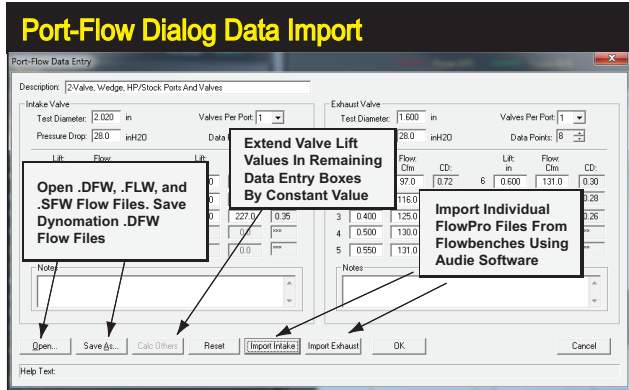 Port-Flow Dialog Data Import
Port-Flow Data Entry
Description: 2-Valve, Wedge, HP/Stock Ports And Valves
Intake Valve
Test Diameter: 2.020 in Valves Per Port: 1
Pressure Drop: 28.0 inH2O
Lift: Flow: Lift:
227.0 0.35
0.0 ***
0.0 ***
Notes
Exhaust Valve
Test Diameter: 1.600 in Valves Per Port: 1
28.0 inH2O Data Points: 8
Flow: Lift: Flow:
Cfm CD: in Cfm CD:
97.0 0.72 6 0.600 131.0 0.30
116.0 0.28
3 0.400 125.0 0.26
4 0.500 130.0
5 0.550 131.0
Notes
Extend Valve Lift
Values In Remaining
Data Entry Boxes
By Constant Value
Open .DFW, .FLW, and
.SFW Flow Files. Save
Dynomation .DFW
Flow Files
Import Individual
FlowPro Files From
Flowbenches Using
Audie Software
Open... Save As... Calc Others Reset Import Intake Import Exhaust OK Cancel
Help Text: